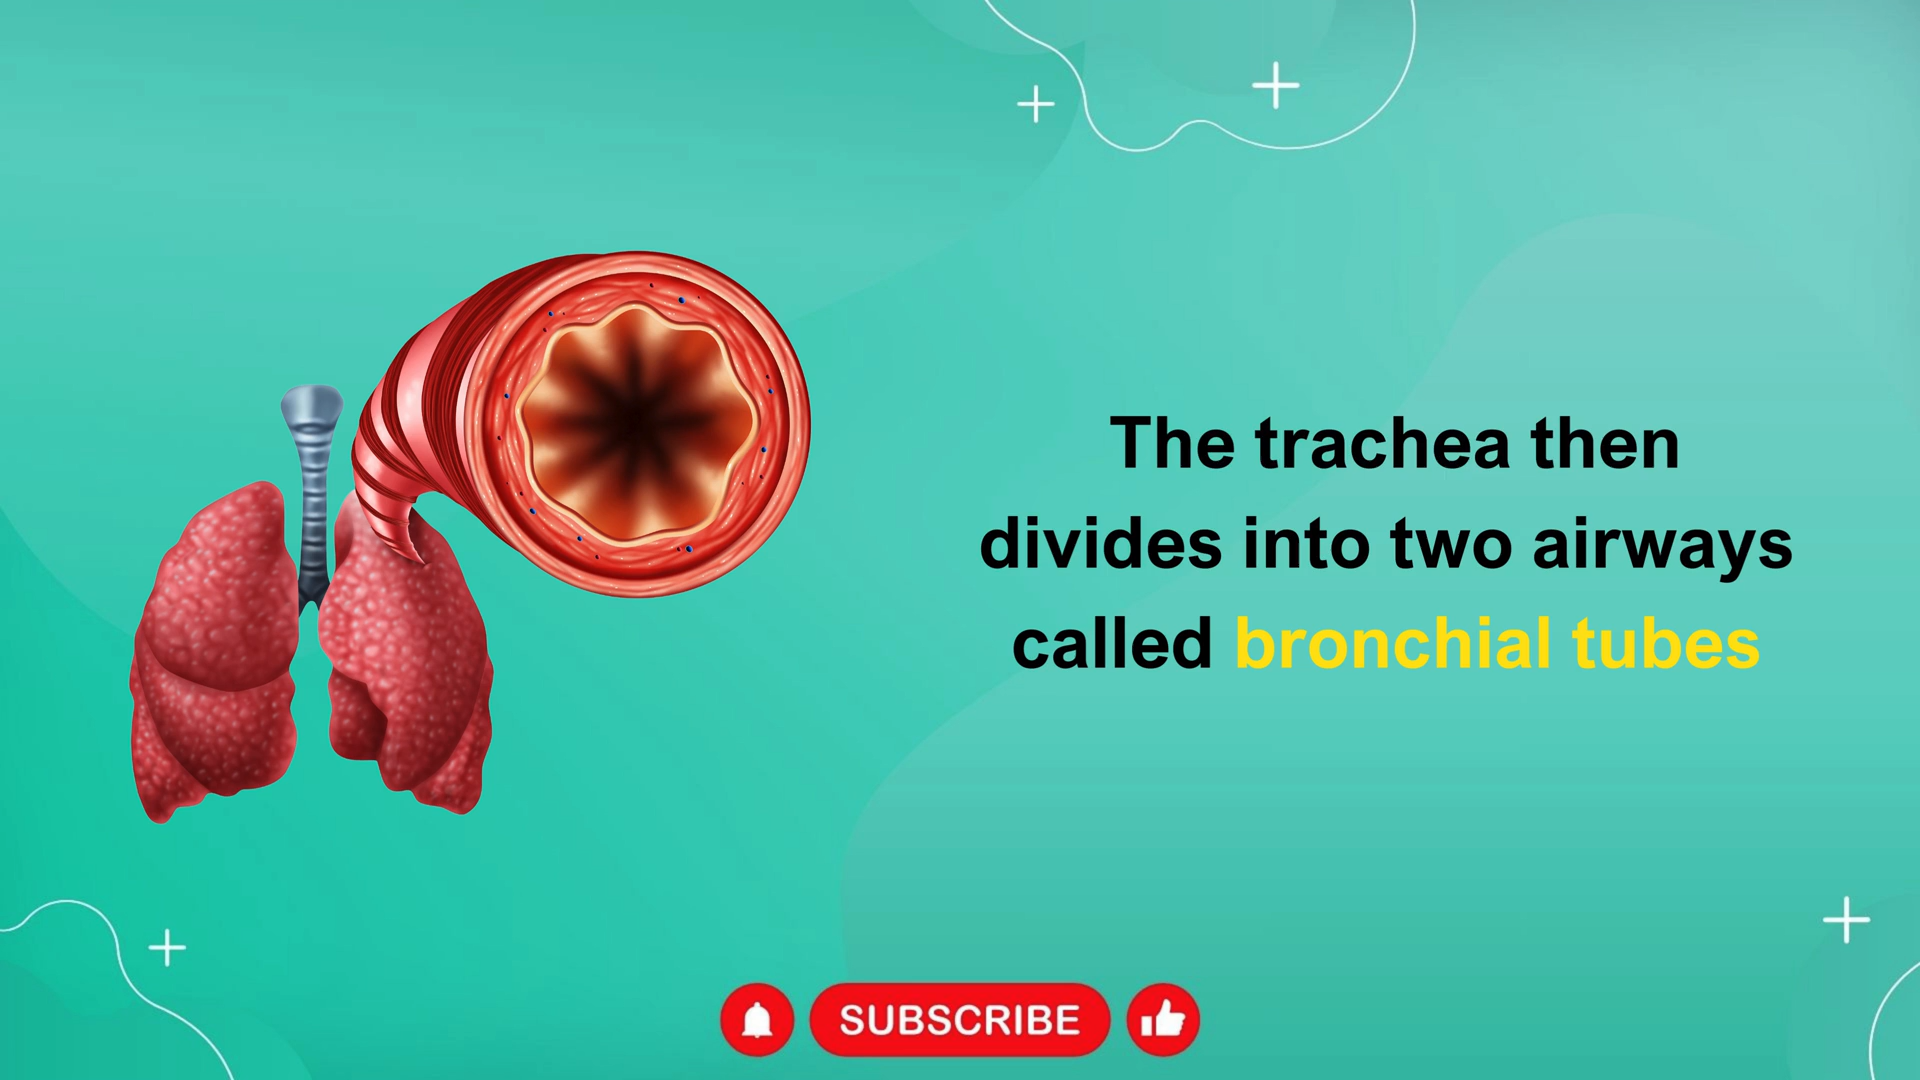 The trachea then
divides into two airways
called bronchial tubes
SUBSCRIBE